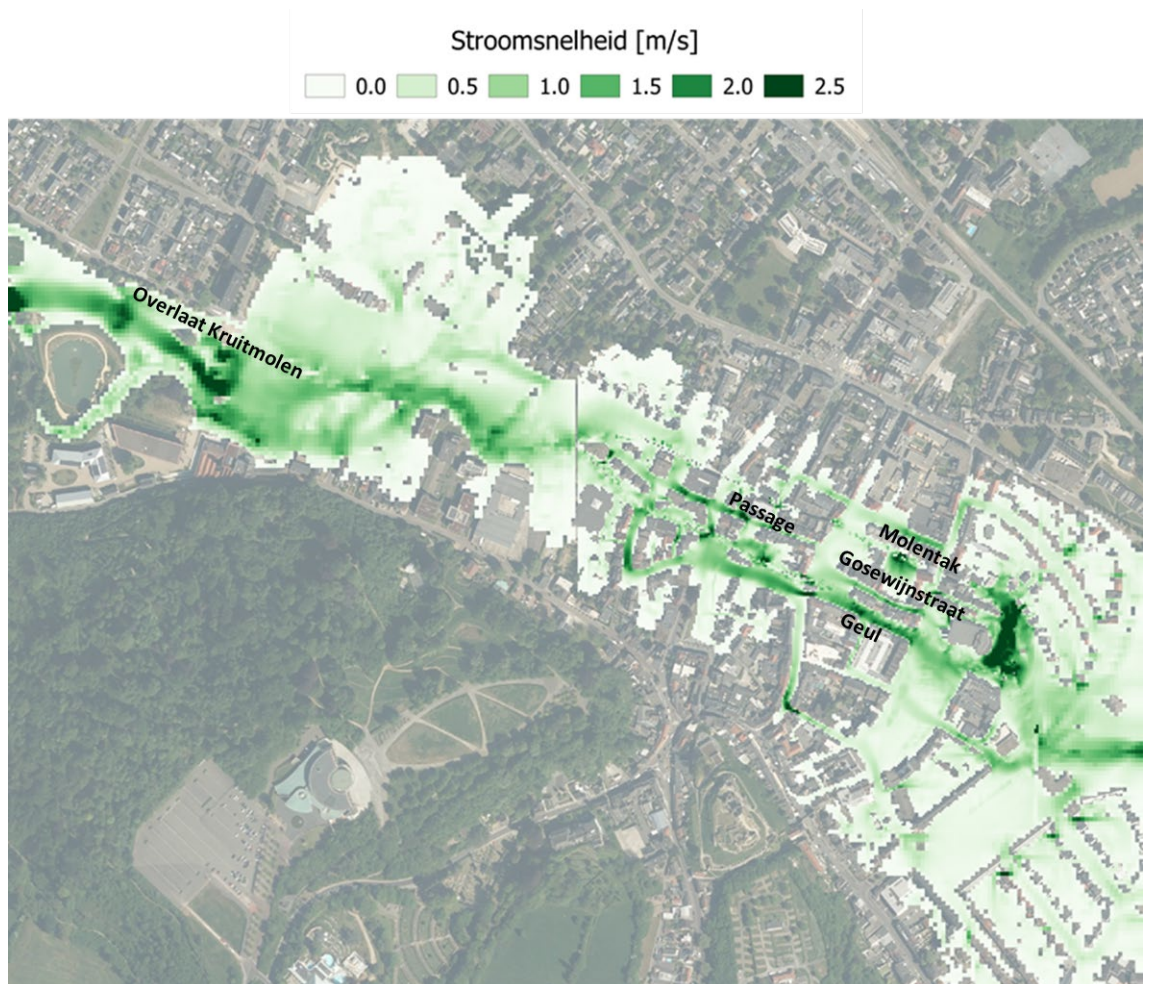 Stroomsnelheid [m/s]
0.0 0.5 1.0 1.5 2.0 2.5
Overlaat Kruitmolen
Passage
Molentak
Gosewijnstraat
Geul